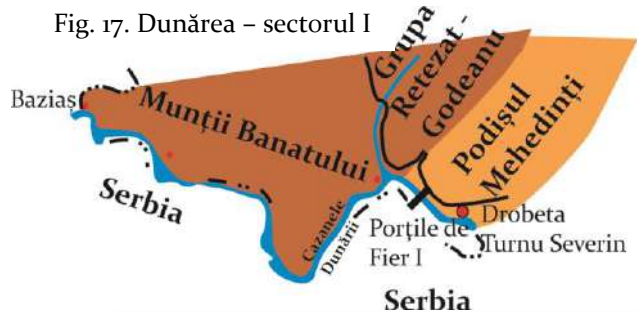 Fig. 17. Dunărea – sectorul I
Baziaș
Munții Banatului
Grupa
Retezat -
Godeanu
Podișul
Mehedinți
Serbia
Cazanele
Dunării
Porțile de
Fier I
Drobeta
Turnu Severin
Serbia